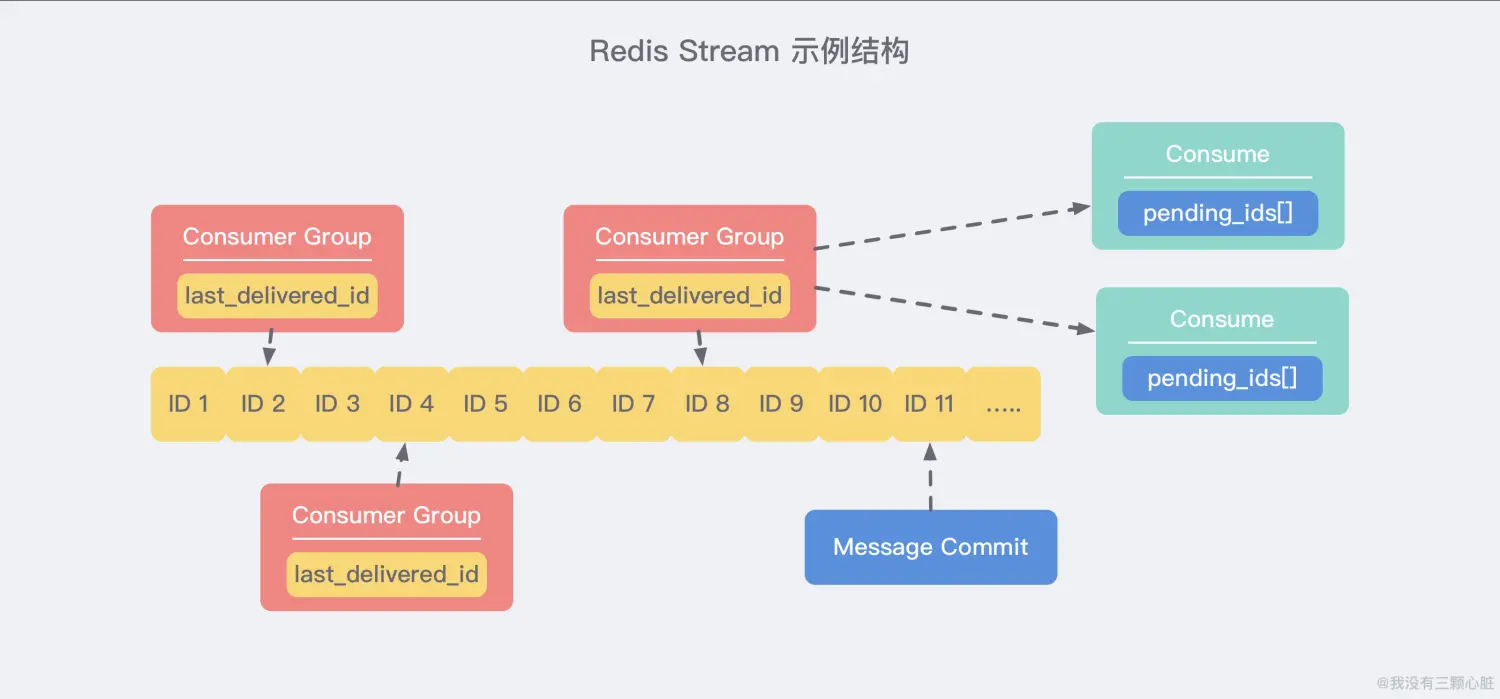 Redis Stream 示例结构
Consume
pending_ids[]
Consumer Group
last_delivered_id
Consumer Group
last_delivered_id
Consume
pending_ids[]
ID 1 ID 2 ID 3 ID 4 ID 5 ID 6 ID 7 ID 8 ID 9 ID 10 ID 11 .....
Consumer Group
last_delivered_id
Message Commit
@我没有三颗心脏